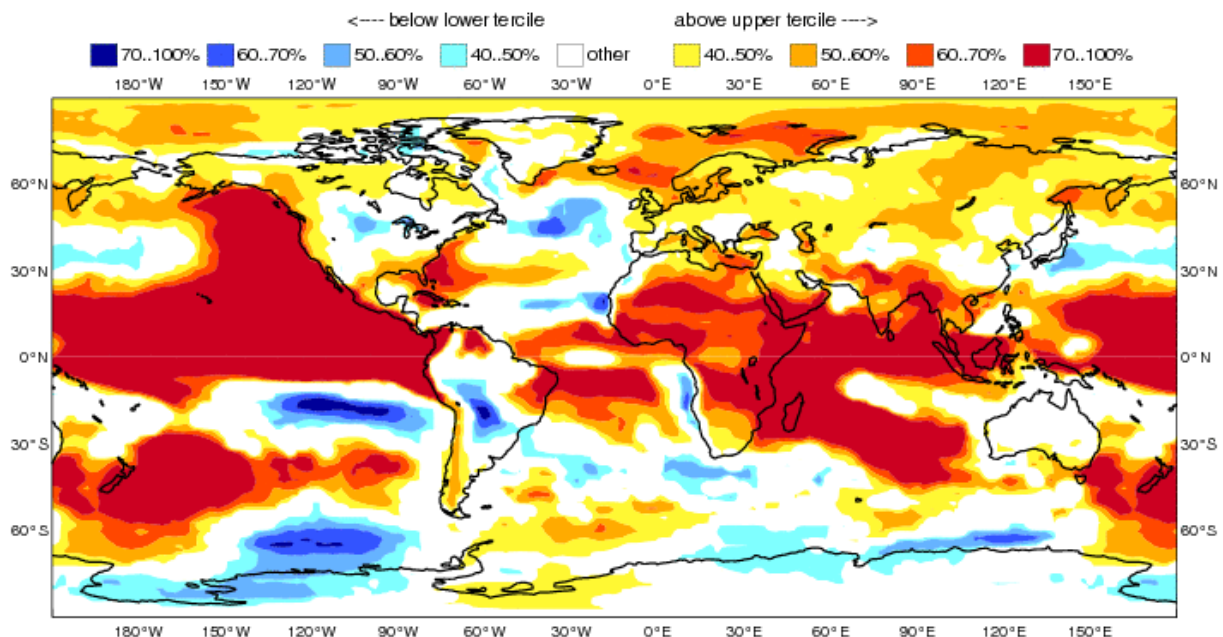 <---- below lower tercile above upper tercile ---->
70..100% 60..70% 50..60% 40..50% other 40..50% 50..60% 60..70% 70..100%
180°W 150°W 120°W 90°W 60°W 30°W 0°E 30°E 60°E 90°E 120°E 150°E
60°N 60°N
30°N 30°N
0°N 0°N
30°S 30°S
60°S 60°S
180°W 150°W 120°W 90°W 60°W 30°W 0°E 30°E 60°E 90°E 120°E 150°E